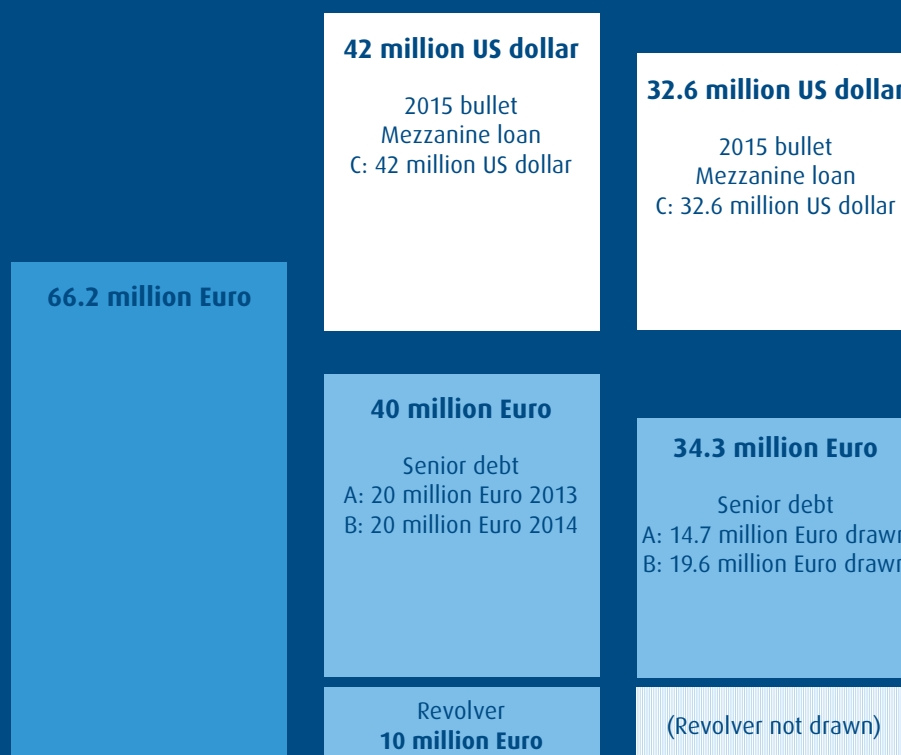 66.2 million Euro
42 million US dollar
2015 bullet
Mezzanine loan
C: 42 million US dollar
40 million Euro
Senior debt
A: 20 million Euro 2013
B: 20 million Euro 2014
Revolver
10 million Euro
32.6 million US dollar
2015 bullet
Mezzanine loan
C: 32.6 million US dollar
34.3 million Euro
Senior debt
A: 14.7 million Euro drawn
B: 19.6 million Euro drawn
(Revolver not drawn)